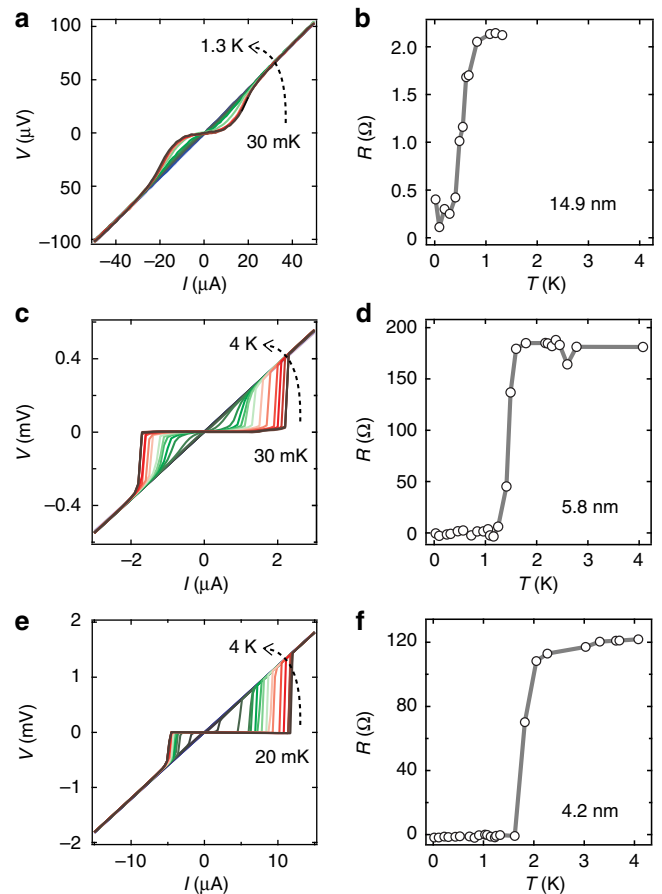 a
100
50
0
50
−100
V (μV)
1.3 K
30 mK
−40 −20 0 20 40
I (μA)
b
2.0
1.5
1.0
0.5
0
R (Ω)
14.9 nm
0 1 2 3 4
T (K)
c
0.4
0
−0.4
V (mV)
4 K
30 mK
−2 0 2
I (μA)
d
200
150
100
50
0
R (Ω)
5.8 nm
0 1 2 3 4
T (K)
e
2
1
0
−1
−2
V (mV)
4 K
20 mK
−10 0 10
I (μA)
f
120
80
40
0
R (Ω)
4.2 nm
0 1 2 3 4
T (K)